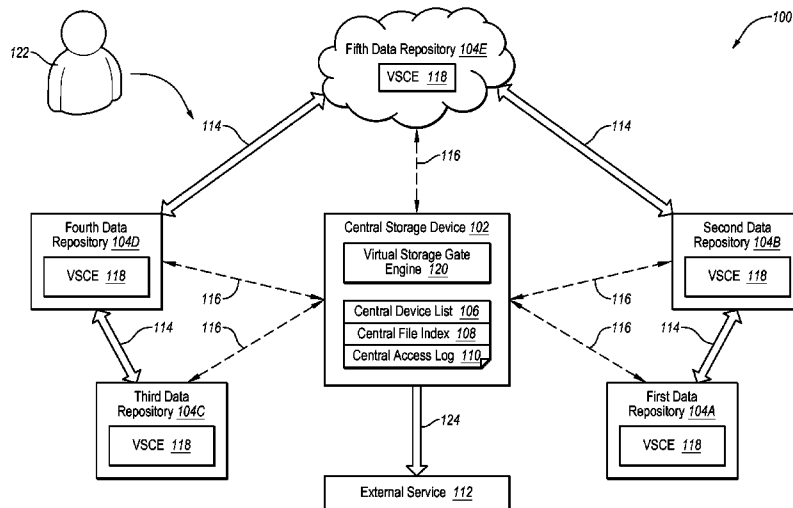 100
122
Fifth Data Repository 104E
VSCE 118
114
114
116
Fourth Data
Repository 104D
VSCE 118
Central Storage Device 102
Virtual Storage Gate
Engine 120
Second Data
Repository 104B
VSCE 118
116
116
116
116
Central Device List 106
Central File Index 108
Central Access Log 110
114
114
Third Data
Repository 104C
VSCE 118
First Data
Repository 104A
VSCE 118
124
External Service 112